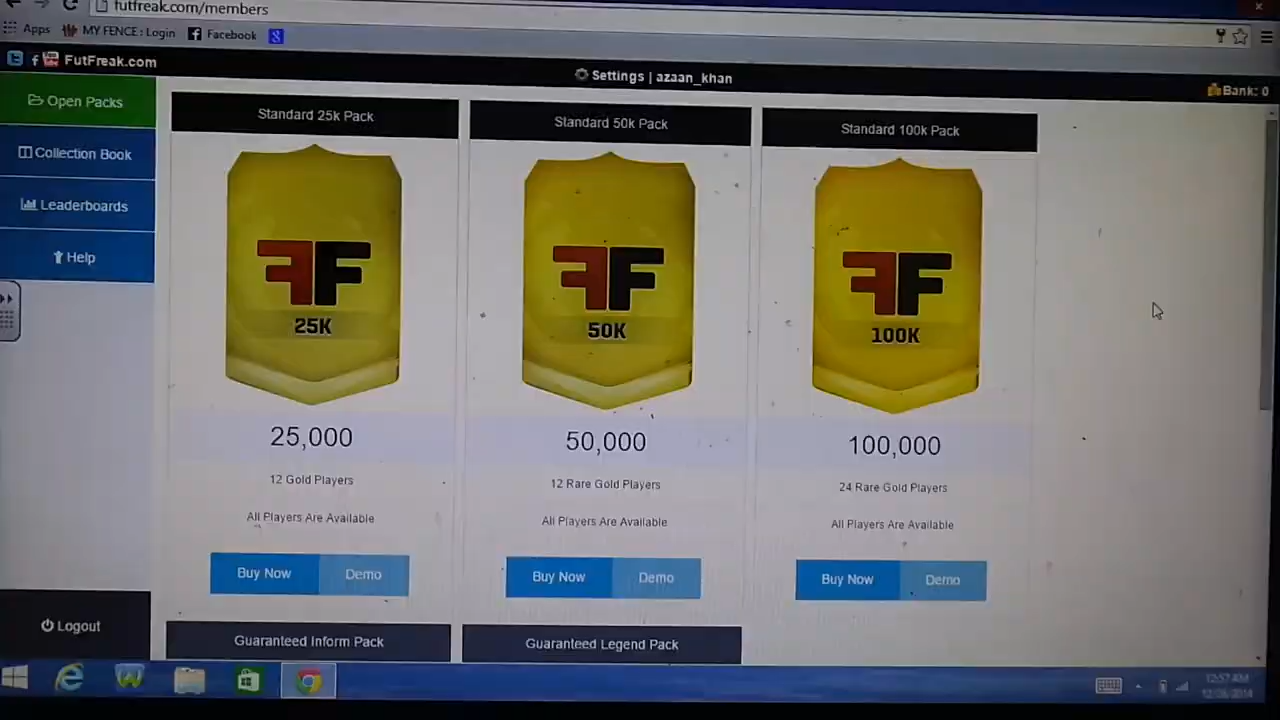 futfreak.com/members
Apps MY FENCE : Login Facebook
FutFreak.com
Settings | azaan_khan
Bank: 0
Open Packs
Collection Book
Leaderboards
Help
Logout
Standard 25k Pack
FF
25K
25,000
12 Gold Players
All Players Are Available
Buy Now Demo
Standard 50k Pack
FF
50K
50,000
12 Rare Gold Players
All Players Are Available
Buy Now Demo
Standard 100k Pack
FF
100K
100,000
24 Rare Gold Players
All Players Are Available
Buy Now Demo
Guaranteed Inform Pack
Guaranteed Legend Pack
12:57 AM